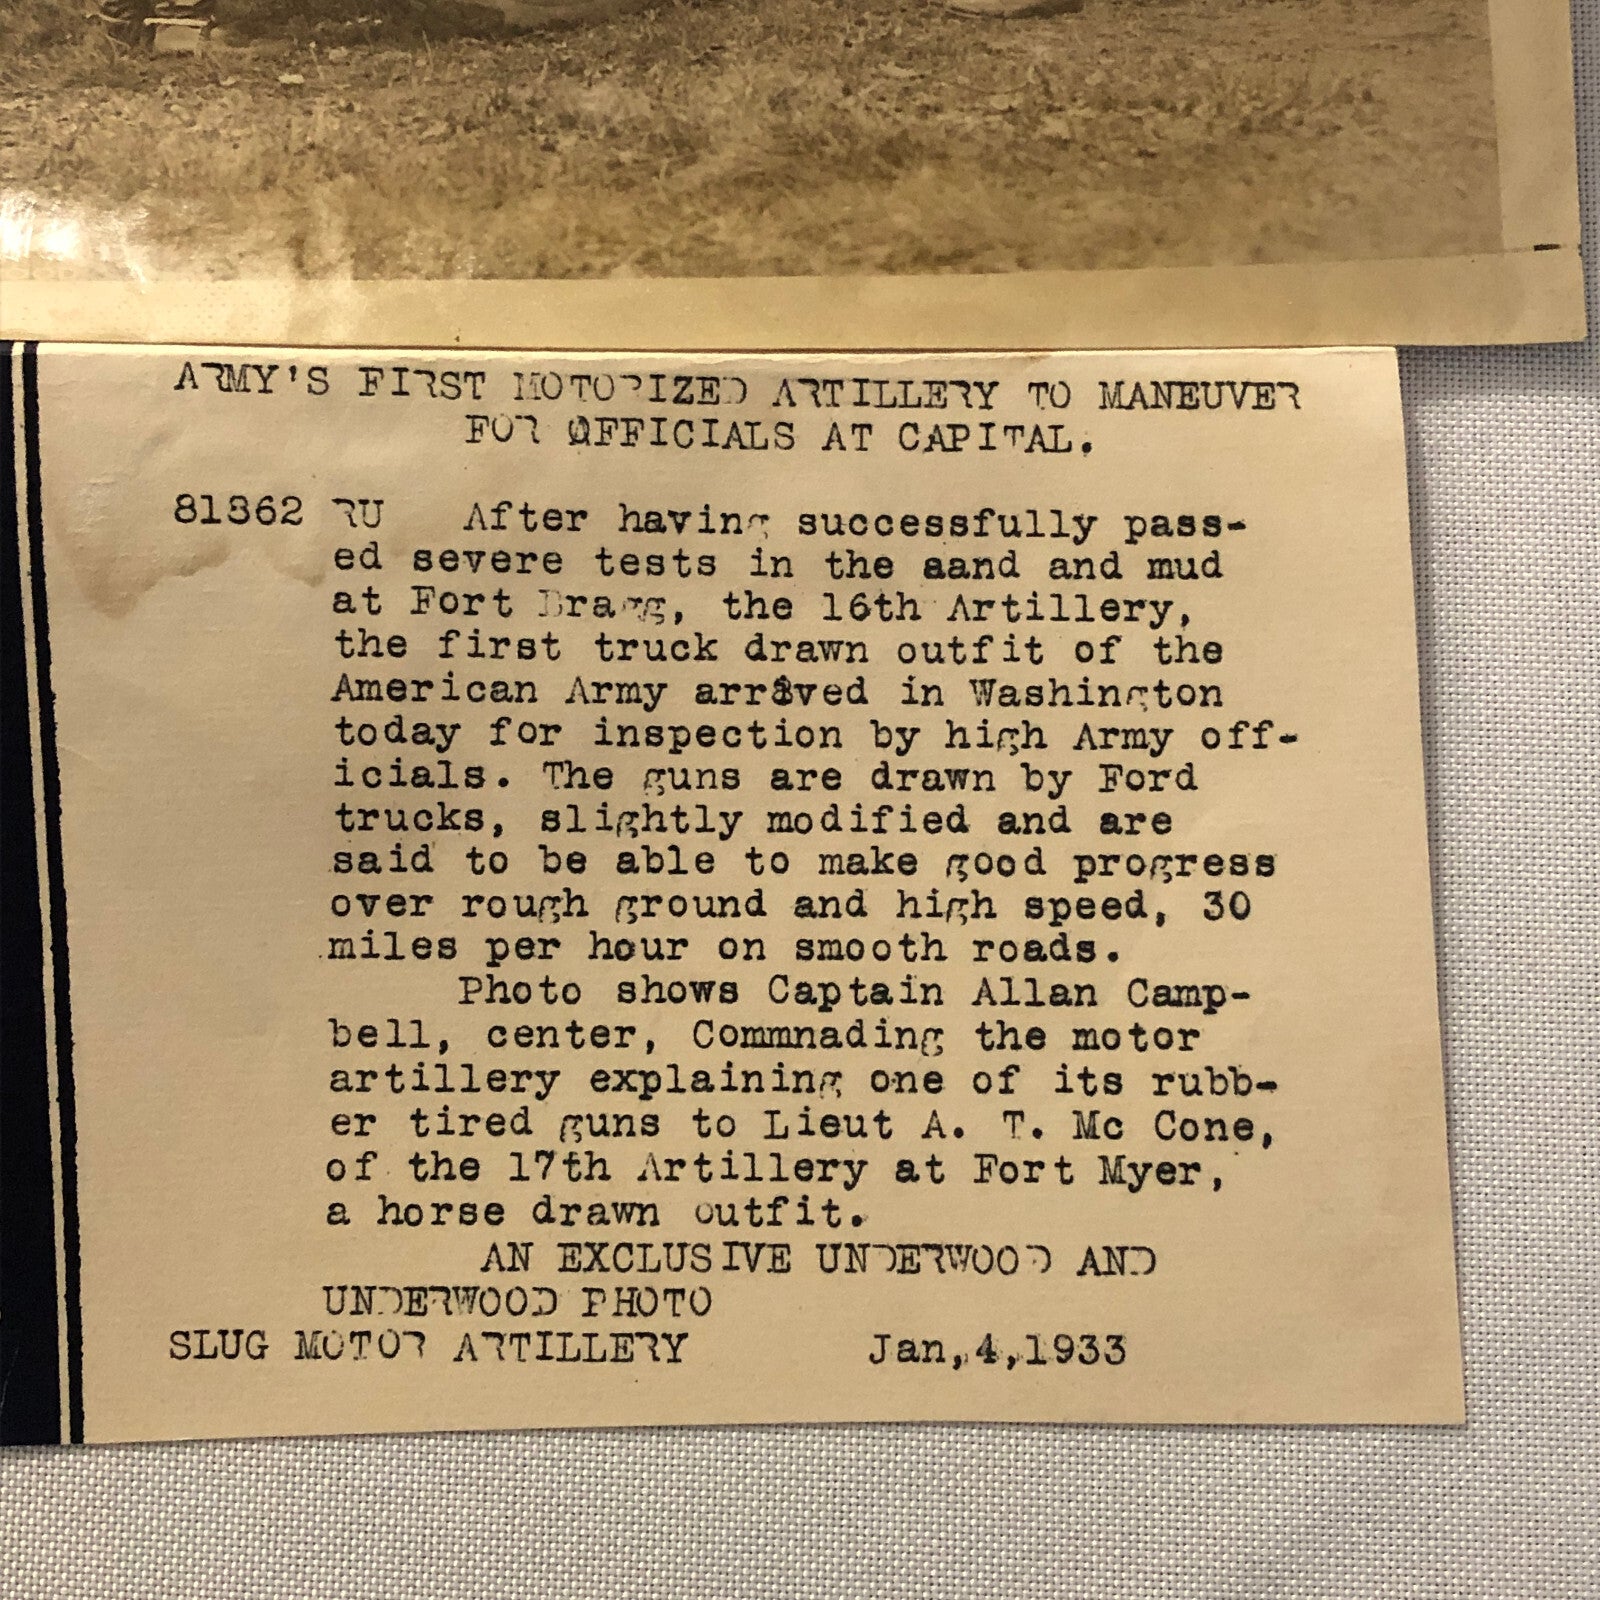 ARMY'S FIRST MOTORIZED ARTILLERY TO MANEUVER
FOR OFFICIALS AT CAPITAL.
81862 RU After having successfully pass-
ed severe tests in the aand and mud
at Fort Bragg, the 16th Artillery,
the first truck drawn outfit of the
American Army arrived in Washington
today for inspection by high Army off-
icials. The guns are drawn by Ford
trucks, slightly modified and are
said to be able to make good progress
over rough ground and high speed, 30
miles per hour on smooth roads.
Photo shows Captain Allan Camp-
bell, center, Commnading the motor
artillery explaining one of its rubb-
er tired guns to Lieut A. T. Mc Cone,
of the 17th Artillery at Fort Myer,
a horse drawn outfit.
AN EXCLUSIVE UNDERWOOD AND
UNDERWOOD PHOTO
SLUG MOTOR ARTILLERY Jan,4,1933